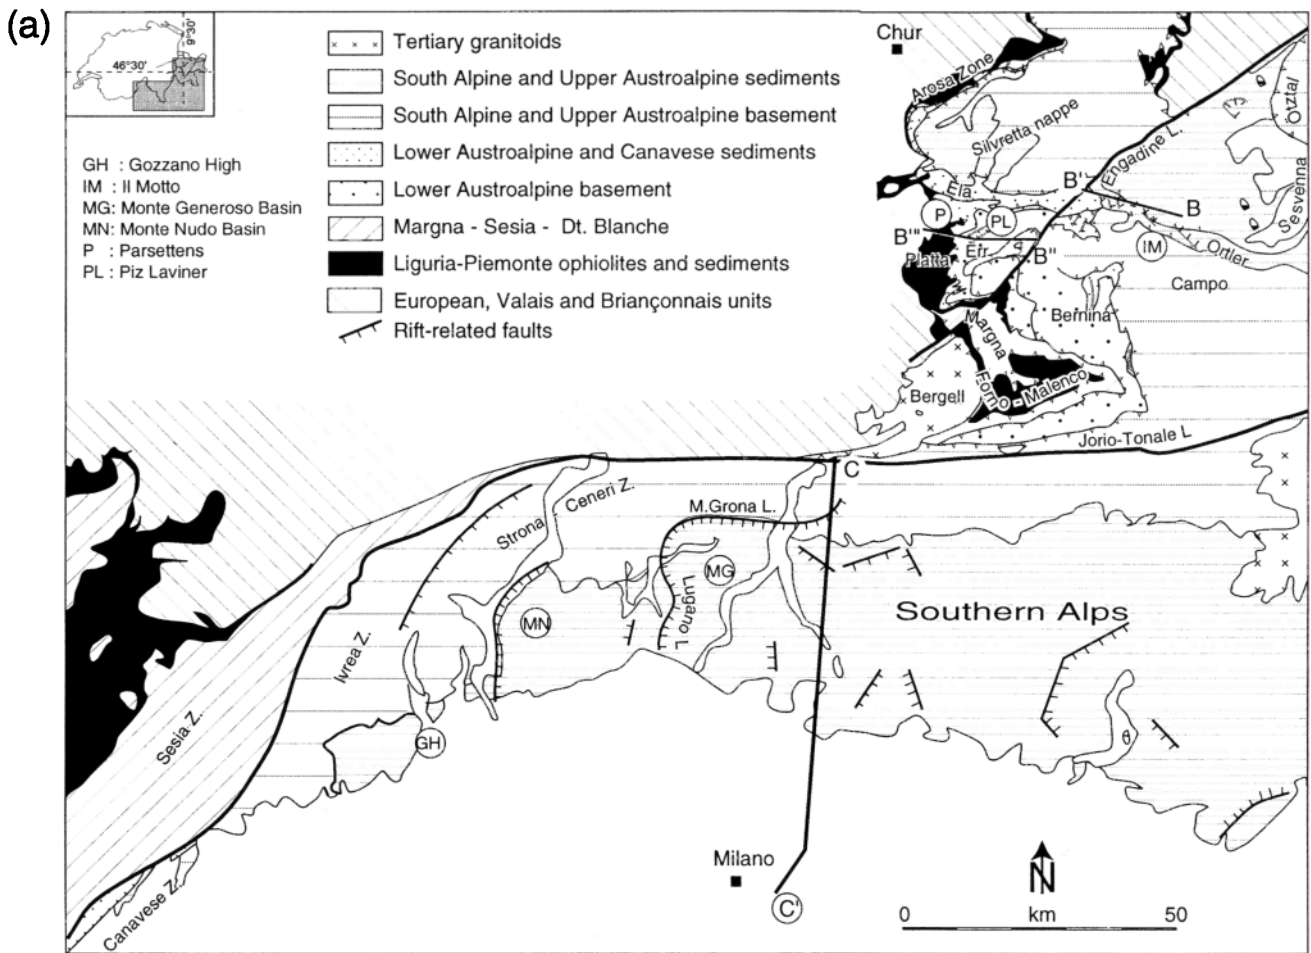 (a)
9°30'
46°30'
Tertiary granitoids
South Alpine and Upper Austroalpine sediments
South Alpine and Upper Austroalpine basement
Lower Austroalpine and Canavese sediments
Lower Austroalpine basement
Margna - Sesia - Dt. Blanche
Liguria-Piemonte ophiolites and sediments
European, Valais and Briançonnais units
Rift-related faults
GH : Gozzano High
IM : Il Motto
MG: Monte Generoso Basin
MN: Monte Nudo Basin
P : Parsettens
PL : Piz Laviner
Chur
Arosa Zone
Silvretta nappe
Engadine L.
Ötztal
Ela
B'
B
Sesvenna
P
PL
IM
Ortler
B'''
Err
B''
Platta
Campo
Margna
Bernina
Bergell
Forno - Malenco
Jorio-Tonale L
C
Strona
Ceneri Z.
M.Grona L.
MG
Lugano L.
MN
Southern Alps
Ivrea Z.
Sesia Z.
GH
Canavese Z.
Milano
C'
N
0
km
50